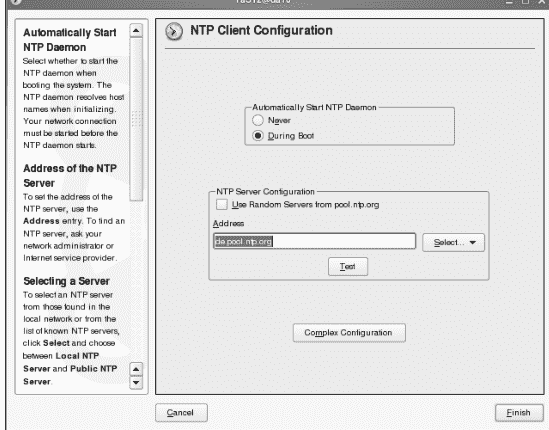 Automatically Start
NTP Daemon
Select whether to start the
NTP daemon when
booting the system. The
NTP daemon resolves host
names when initializing.
Your network connection
must be started before the
NTP daemon starts.
Address of the NTP
Server
To set the address of the
NTP server, use the
Address entry. To find an
NTP server, ask your
network administrator or
Internet service provider.
Selecting a Server
To select an NTP server
from those found in the
local network or from the
list of known NTP servers,
click Select and choose
between Local NTP
Server and Public NTP
Server.
NTP Client Configuration
Automatically Start NTP Daemon
Never
During Boot
NTP Server Configuration
Use Random Servers from pool.ntp.org
Address
de.pool.ntp.org
Select...
Test
Complex Configuration
Cancel
Finish